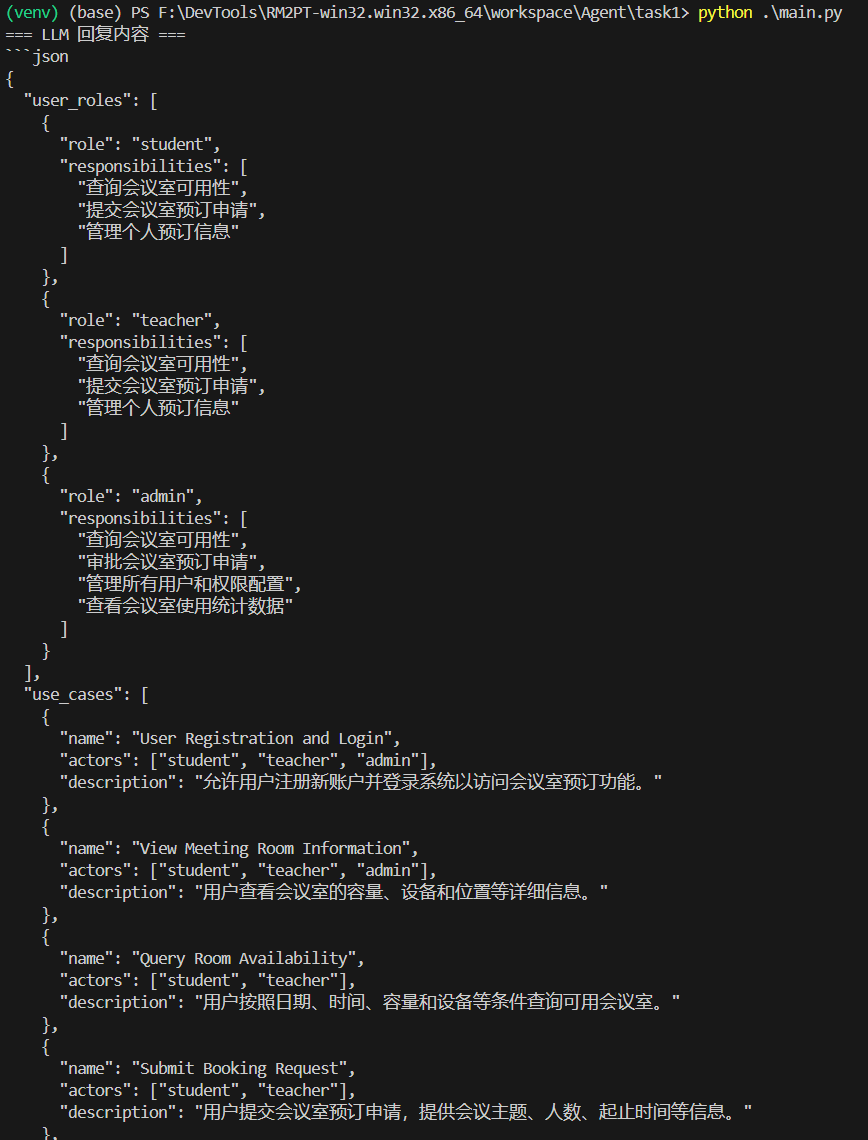 (venv) (base) PS F:\DevTools\RM2PT-win32.win32.x86_64\workspace\Agent\task1> python .\main.py
=== LLM 回复内容 ===
```json
{
  "user_roles": [
    {
      "role": "student",
      "responsibilities": [
        "查询会议室可用性",
        "提交会议室预订申请",
        "管理个人预订信息"
      ]
    },
    {
      "role": "teacher",
      "responsibilities": [
        "查询会议室可用性",
        "提交会议室预订申请",
        "管理个人预订信息"
      ]
    },
    {
      "role": "admin",
      "responsibilities": [
        "查询会议室可用性",
        "审批会议室预订申请",
        "管理所有用户和权限配置",
        "查看会议室使用统计数据"
      ]
    }
  ],
  "use_cases": [
    {
      "name": "User Registration and Login",
      "actors": ["student", "teacher", "admin"],
      "description": "允许用户注册新账户并登录系统以访问会议室预订功能。"
    },
    {
      "name": "View Meeting Room Information",
      "actors": ["student", "teacher", "admin"],
      "description": "用户查看会议室的容量、设备和位置等详细信息。"
    },
    {
      "name": "Query Room Availability",
      "actors": ["student", "teacher"],
      "description": "用户按照日期、时间、容量和设备等条件查询可用会议室。"
    },
    {
      "name": "Submit Booking Request",
      "actors": ["student", "teacher"],
      "description": "用户提交会议室预订申请，提供会议主题、人数、起止时间等信息。"
    },